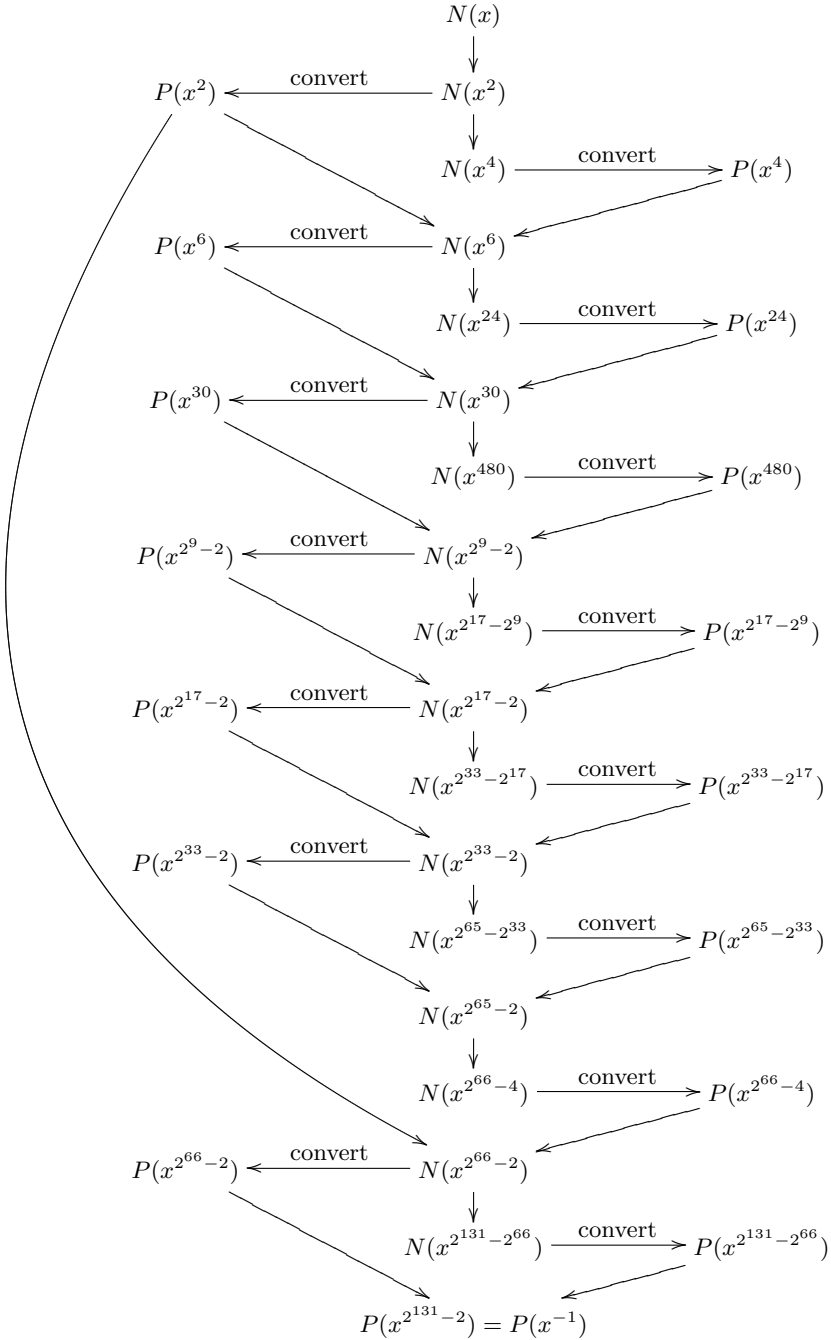 N(x)
P(x^2) convert N(x^2)
N(x^4) convert P(x^4)
P(x^6) convert N(x^6)
N(x^{24}) convert P(x^{24})
P(x^{30}) convert N(x^{30})
N(x^{480}) convert P(x^{480})
P(x^{2^9-2}) convert N(x^{2^9-2})
N(x^{2^{17}-2^9}) convert P(x^{2^{17}-2^9})
P(x^{2^{17}-2}) convert N(x^{2^{17}-2})
N(x^{2^{33}-2^{17}}) convert P(x^{2^{33}-2^{17}})
P(x^{2^{33}-2}) convert N(x^{2^{33}-2})
N(x^{2^{65}-2^{33}}) convert P(x^{2^{65}-2^{33}})
N(x^{2^{65}-2})
N(x^{2^{66}-4}) convert P(x^{2^{66}-4})
P(x^{2^{66}-2}) convert N(x^{2^{66}-2})
N(x^{2^{131}-2^{66}}) convert P(x^{2^{131}-2^{66}})
P(x^{2^{131}-2}) = P(x^{-1})